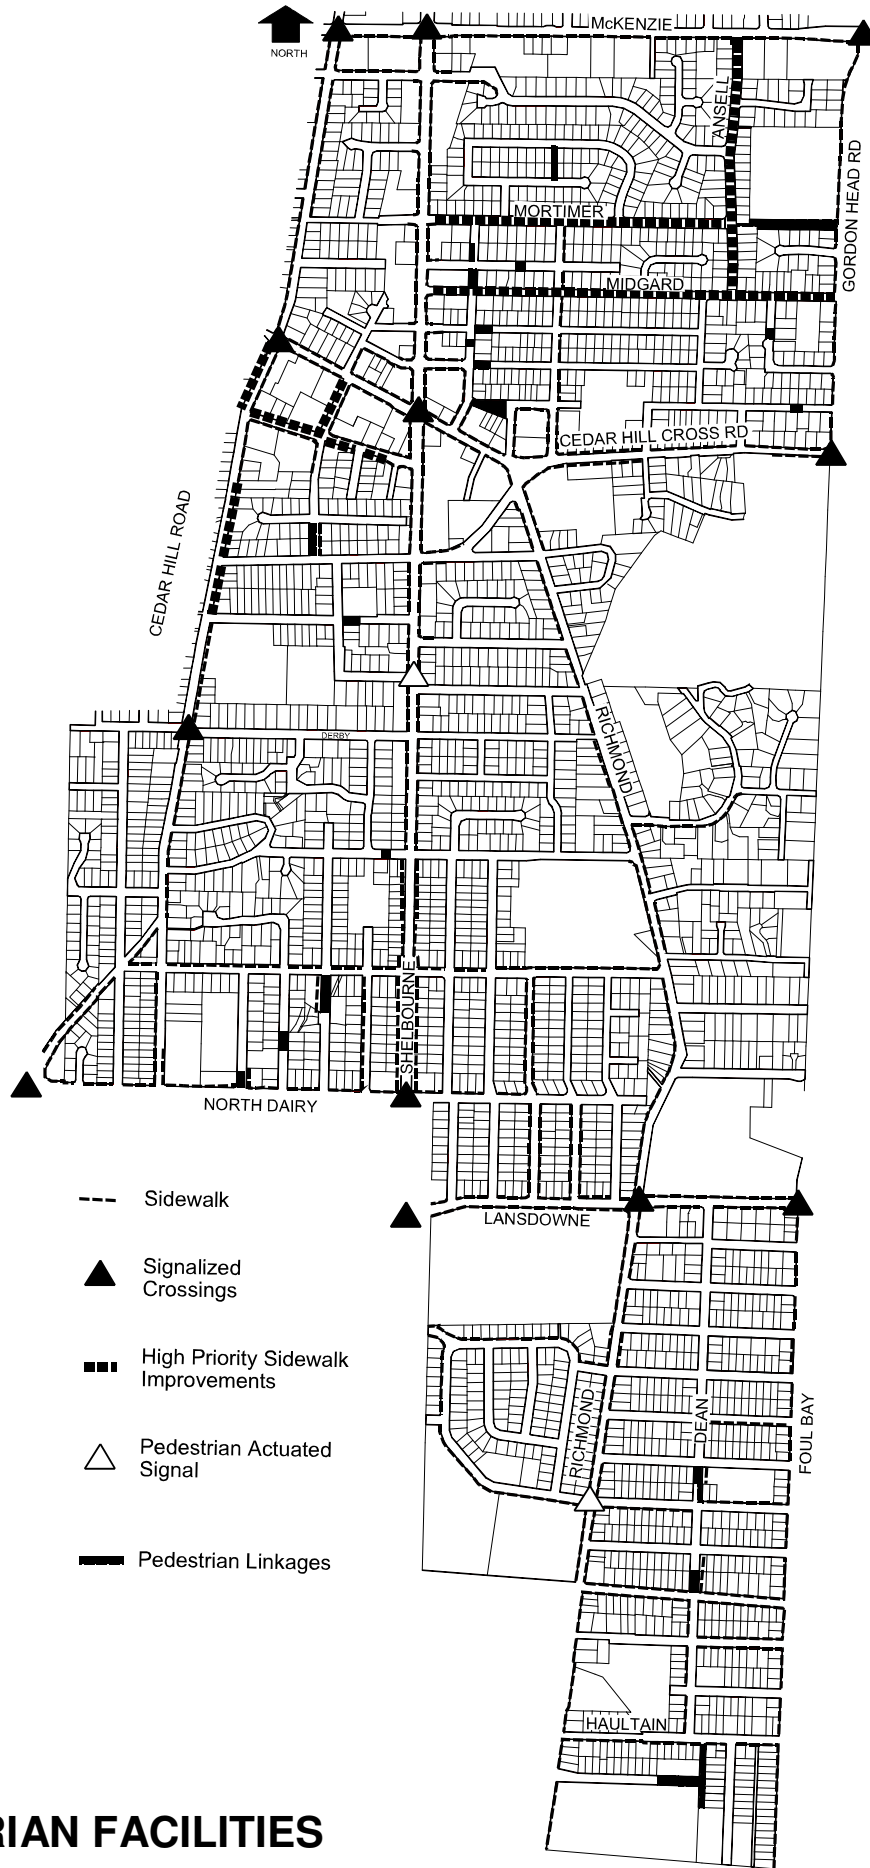 McKENZIE
NORTH
ANSELL
GORDON HEAD RD
MORTIMER
MIDGARD
CEDAR HILL CROSS RD
CEDAR HILL ROAD
RICHMOND
DERBY
SHELBOURNE
NORTH DAIRY
LANSDOWNE
Sidewalk
Signalized
Crossings
High Priority Sidewalk
Improvements
Pedestrian Actuated
Signal
Pedestrian Linkages
RICHMOND
DEAN
FOUL BAY
HAULTAIN
RIAN FACILITIES